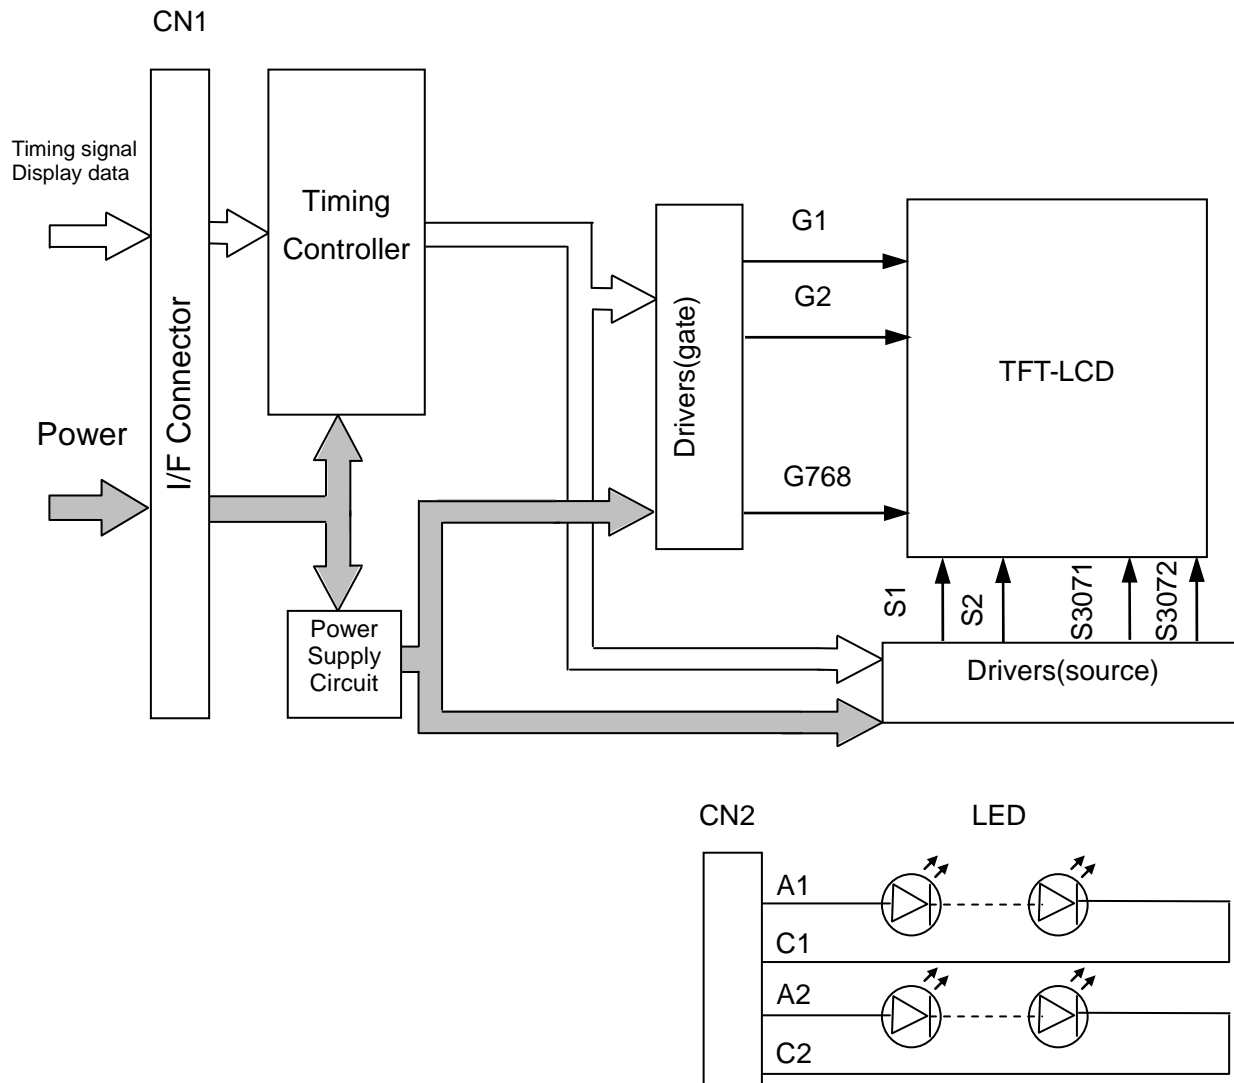 CN1
Timing signal
Display data
Timing
Controller
I/F Connector
Power
Drivers(gate)
G1
G2
G768
TFT-LCD
Power
Supply
Circuit
S1
S2
S3071
S3072
Drivers(source)
CN2
LED
A1
C1
A2
C2